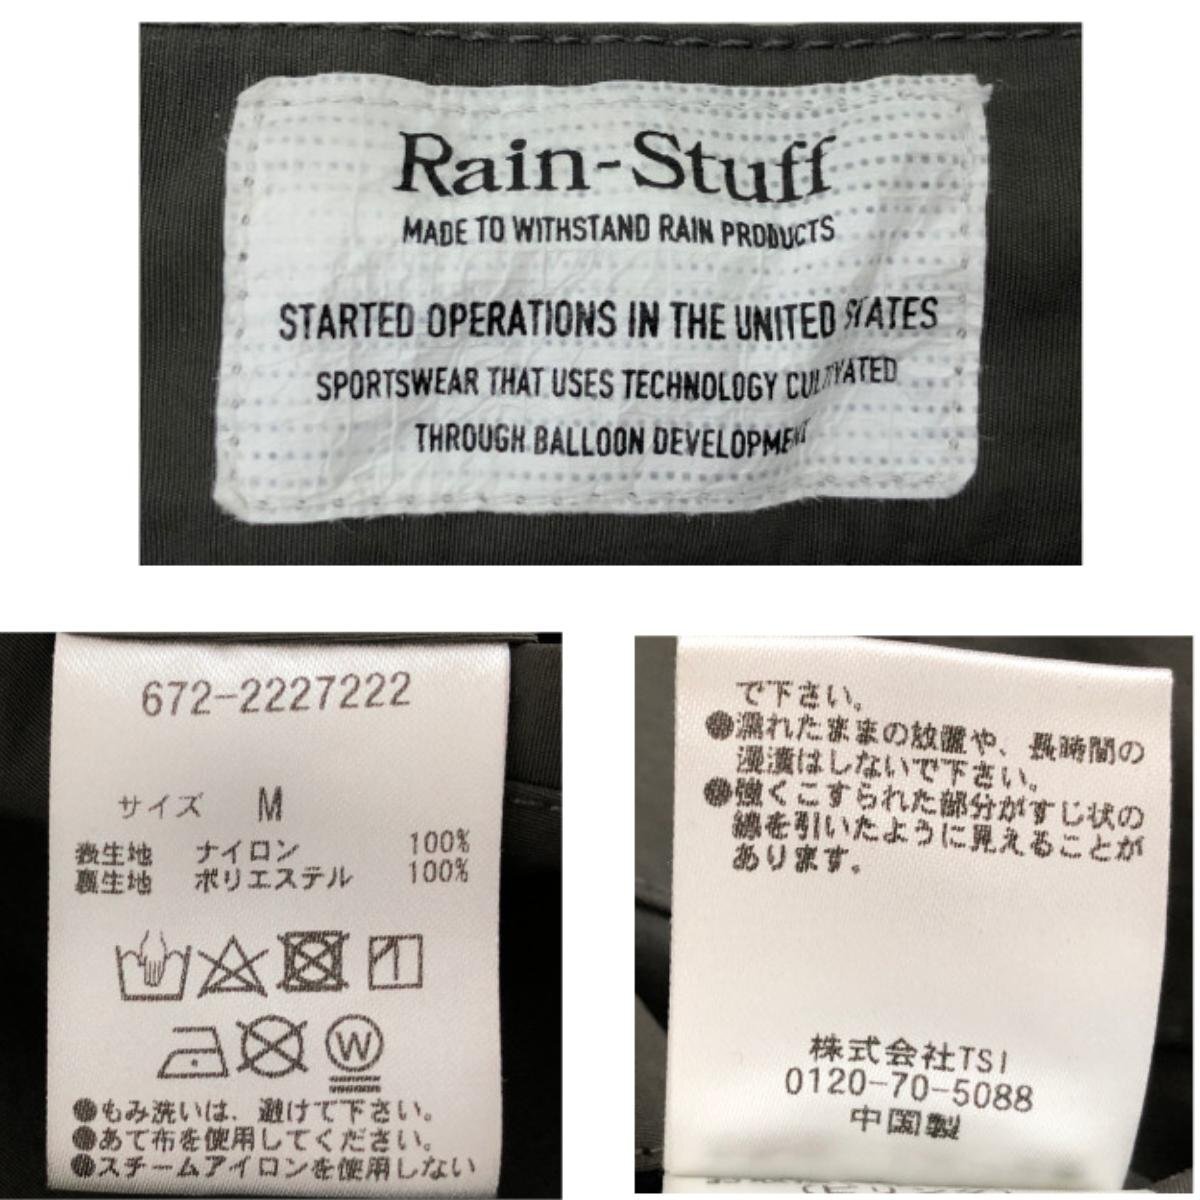 Rain-Stuff
MADE TO WITHSTAND RAIN PRODUCTS
STARTED OPERATIONS IN THE UNITED STATES
SPORTSWEAR THAT USES TECHNOLOGY CULTIVATED
THROUGH BALLOON DEVELOPMENT
672-2227222
サイズ M
表生地 ナイロン 100%
裏生地 ポリエステル 100%
W
●もみ洗いは、避けて下さい。
●あて布を使用してください。
●スチームアイロンを使用しない
で下さい。
●濡れたままの放置や、長時間の
浸漬はしないで下さい。
●強くこすられた部分がすじ状の
線を引いたように見えることが
あります。
株式会社TSI
0120-70-5088
中国製